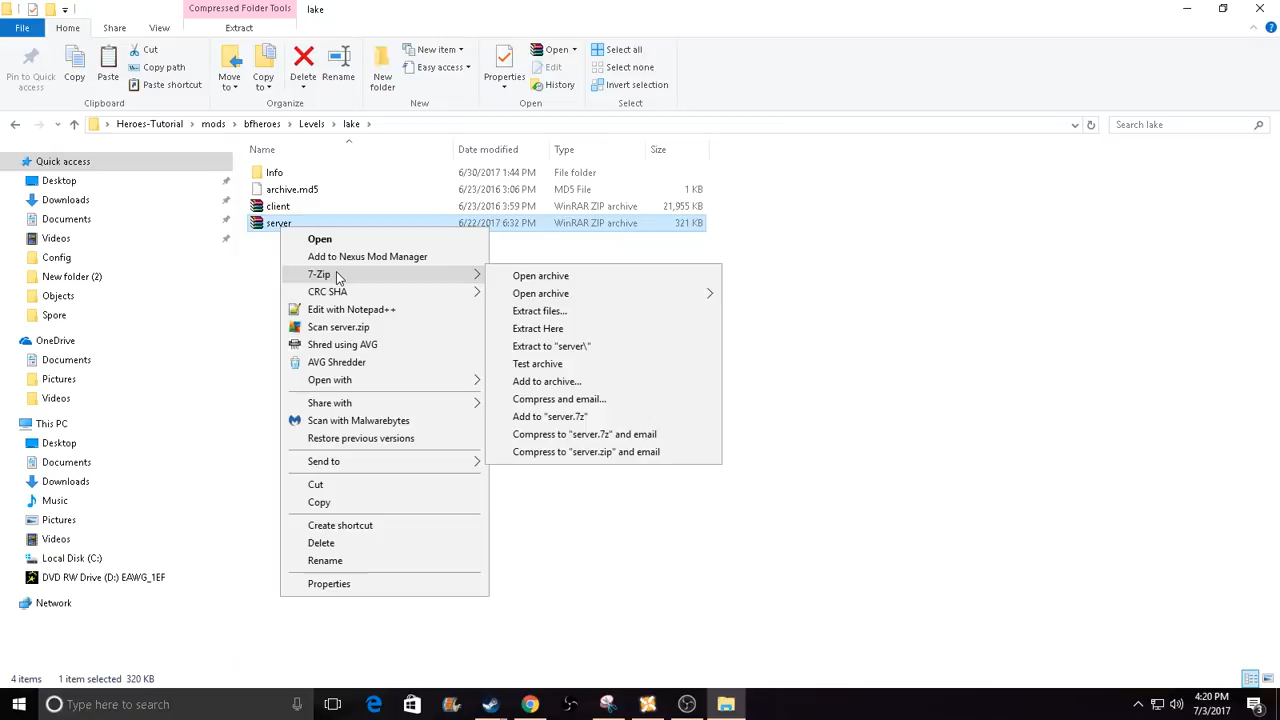 Compressed Folder Tools
lake
File
Home
Share
View
Extract
Pin to Quick
access
Copy
Paste
Cut
Copy path
Paste shortcut
Clipboard
Move
to
Copy
to
Delete
Rename
Organize
New
folder
New item
Easy access
New
Properties
Open
Edit
History
Open
Select all
Select none
Invert selection
Select
Heroes-Tutorial
mods
bfheroes
Levels
lake
Search lake
Name
Date modified
Type
Size
Info
6/30/2017 1:44 PM
File folder
archive.md5
6/23/2016 3:06 PM
MD5 File
1 KB
client
6/23/2016 3:59 PM
WinRAR ZIP archive
21,955 KB
server
6/22/2017 6:32 PM
WinRAR ZIP archive
321 KB
Quick access
Desktop
Downloads
Documents
Videos
Config
New folder (2)
Objects
Spore
OneDrive
Documents
Pictures
Videos
This PC
Desktop
Documents
Downloads
Music
Pictures
Videos
Local Disk (C:)
DVD RW Drive (D:) EAWG_1EF
Network
Open
Add to Nexus Mod Manager
7-Zip
CRC SHA
Edit with Notepad++
Scan server.zip
Shred using AVG
AVG Shredder
Open with
Share with
Scan with Malwarebytes
Restore previous versions
Send to
Cut
Copy
Create shortcut
Delete
Rename
Properties
Open archive
Open archive
Extract files...
Extract Here
Extract to "server\"
Test archive
Add to archive...
Compress and email...
Add to "server.7z"
Compress to "server.7z" and email
Compress to "server.zip" and email
4 items
1 item selected 320 KB
Type here to search
4:20 PM
7/3/2017
3